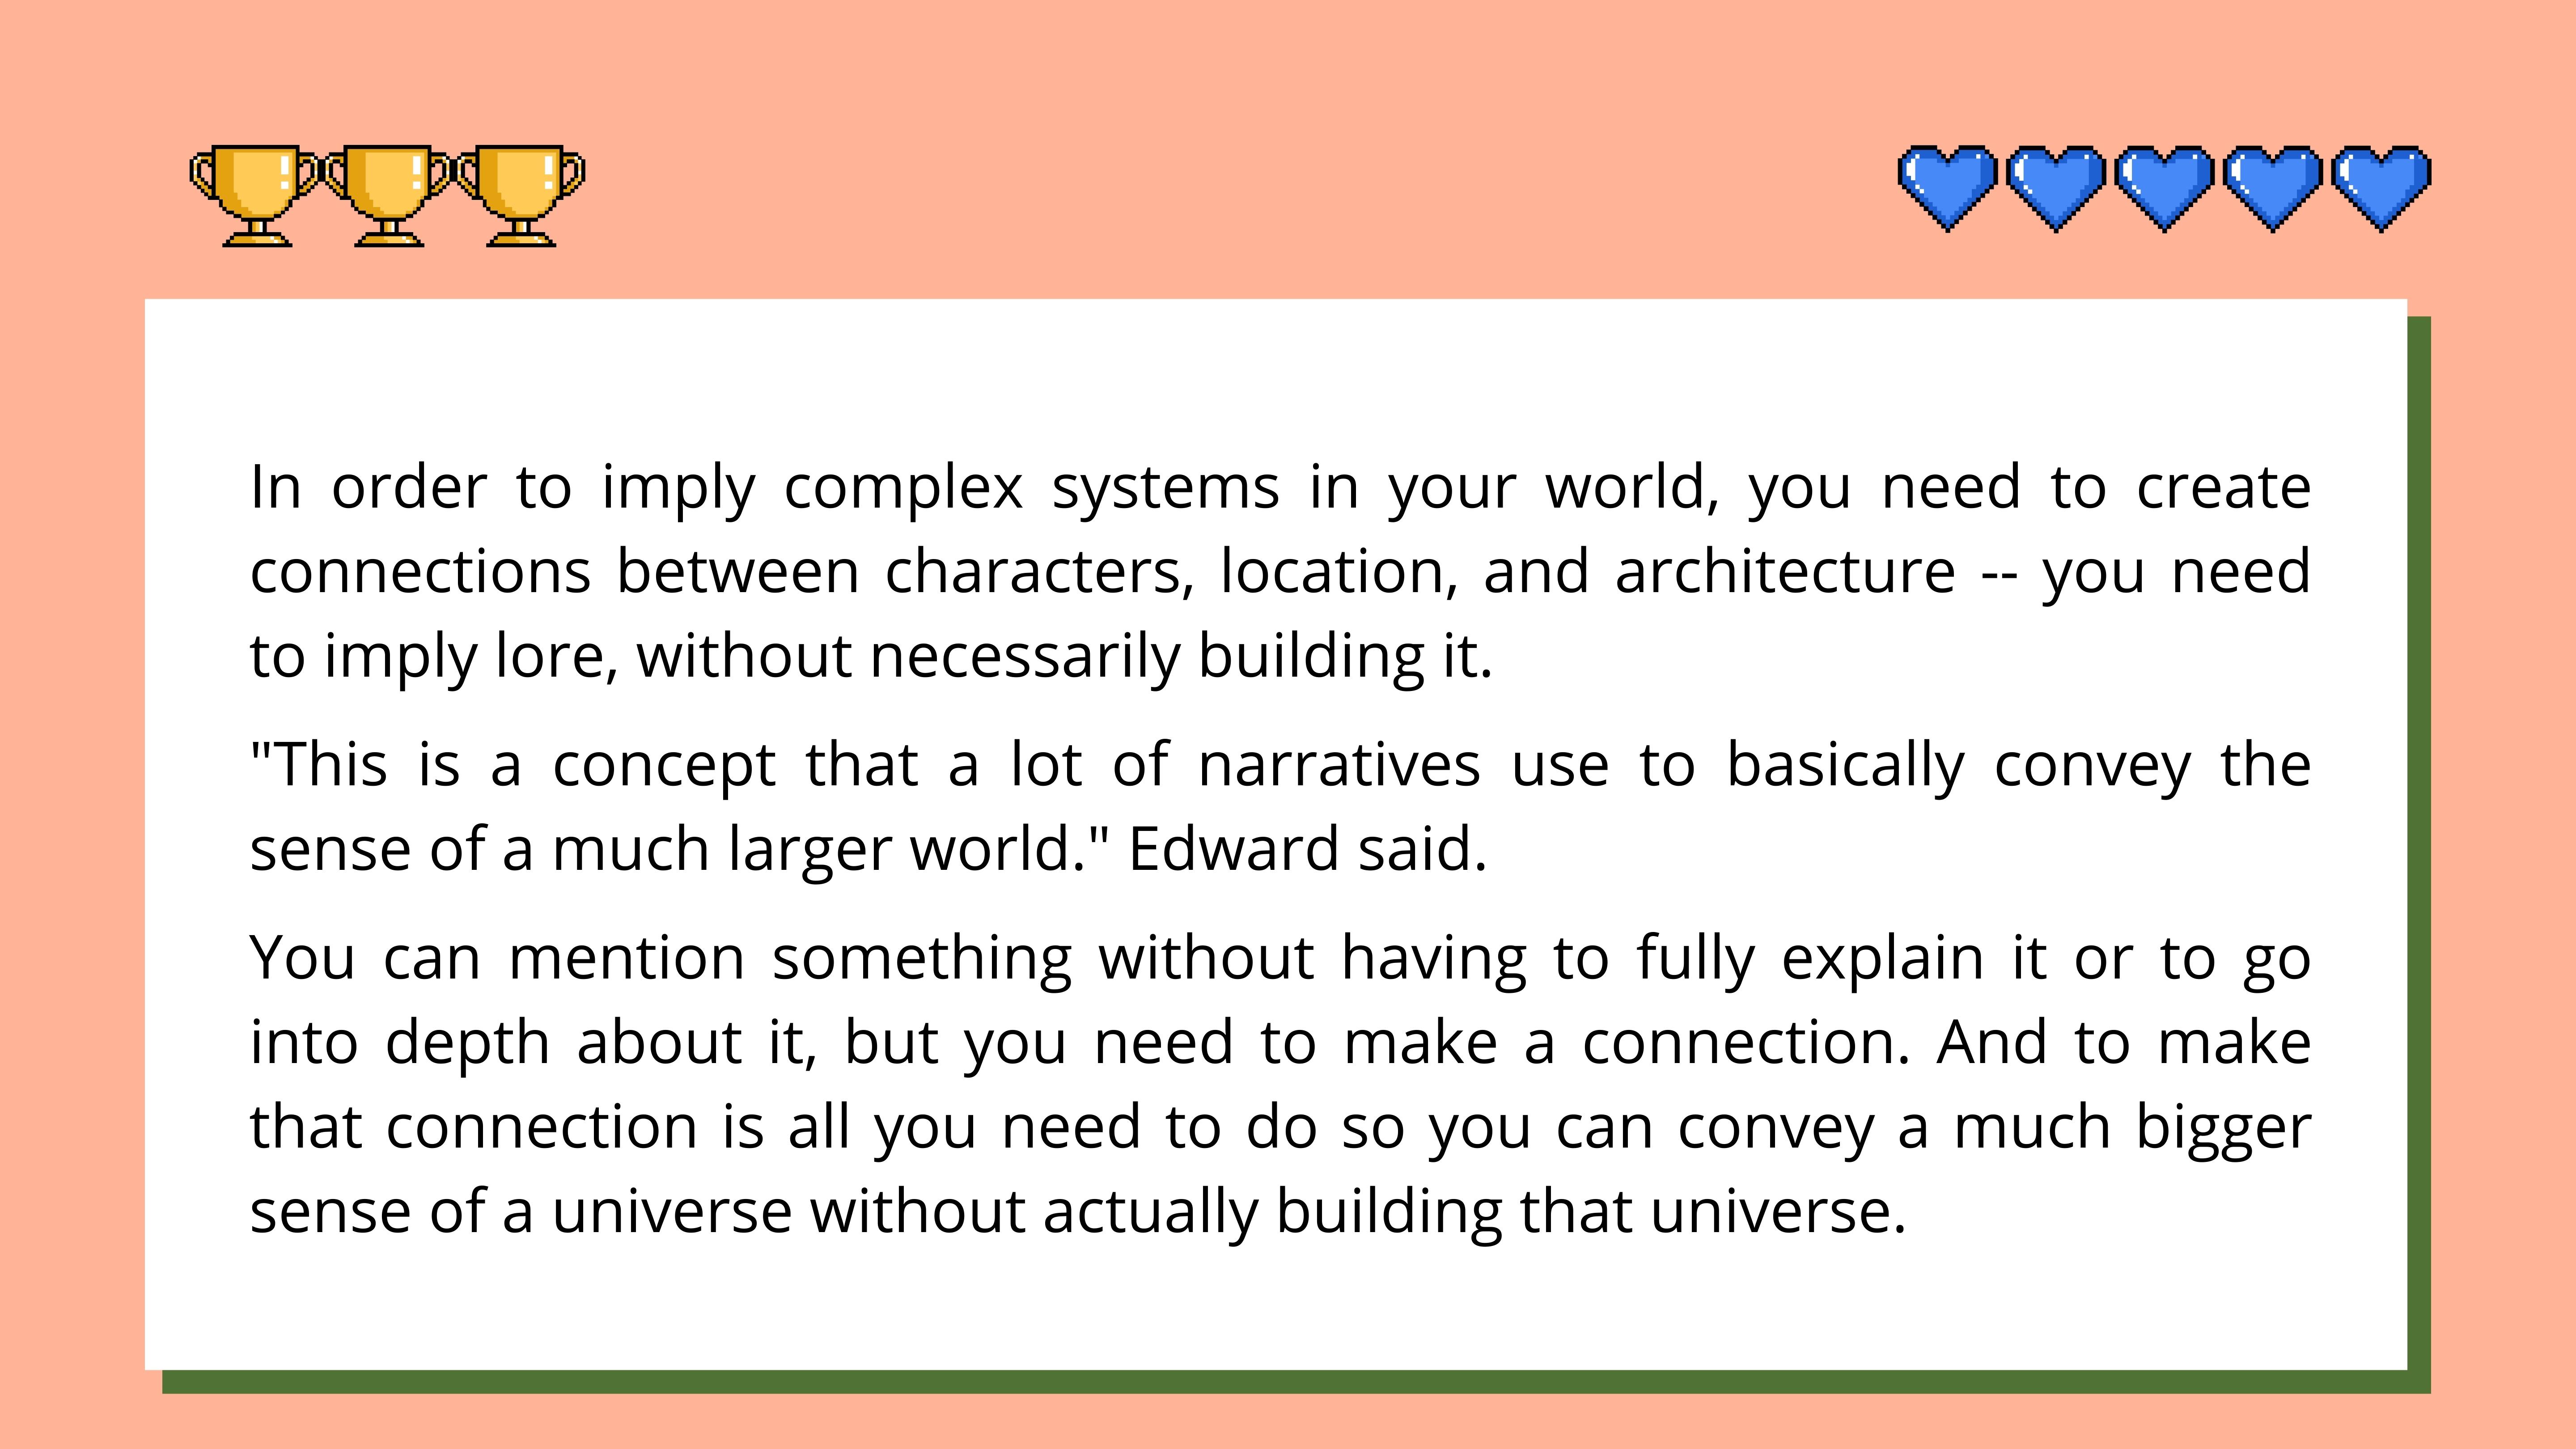 In order to imply complex systems in your world, you need to create
connections between characters, location, and architecture -- you need
to imply lore, without necessarily building it.
"This is a concept that a lot of narratives use to basically convey the
sense of a much larger world." Edward said.
You can mention something without having to fully explain it or to go
into depth about it, but you need to make a connection. And to make
that connection is all you need to do so you can convey a much bigger
sense of a universe without actually building that universe.